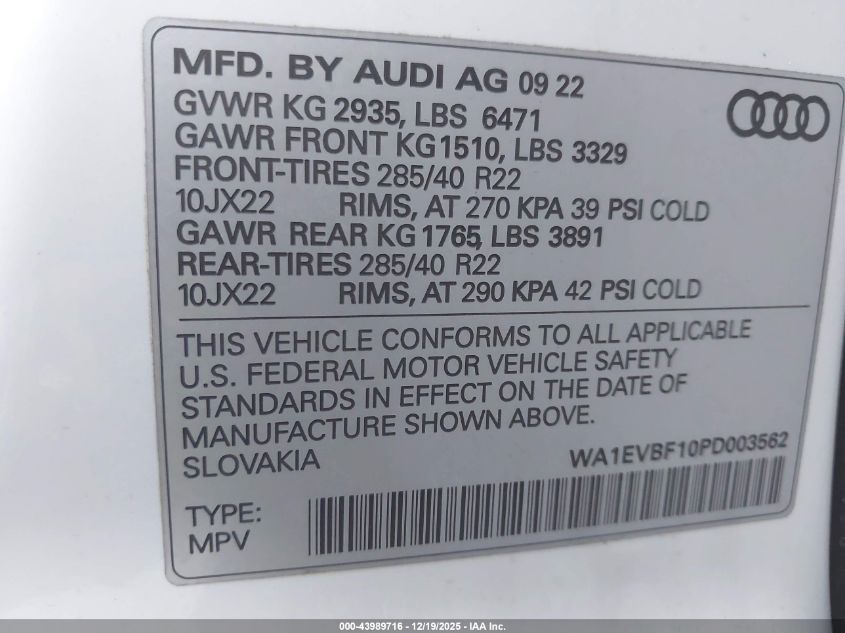 MFD. BY AUDI AG 09 22
GVWR KG 2935, LBS 6471
GAWR FRONT KG1510, LBS 3329
FRONT-TIRES 285/40 R22
10JX22 RIMS, AT 270 KPA 39 PSI COLD
GAWR REAR KG 1765, LBS 3891
REAR-TIRES 285/40 R22
10JX22 RIMS, AT 290 KPA 42 PSI COLD
THIS VEHICLE CONFORMS TO ALL APPLICABLE
U.S. FEDERAL MOTOR VEHICLE SAFETY
STANDARDS IN EFFECT ON THE DATE OF
MANUFACTURE SHOWN ABOVE.
SLOVAKIA WA1EVBF10PD003562
TYPE:
MPV
000-43989716 - 12/19/2025 - IAA Inc.